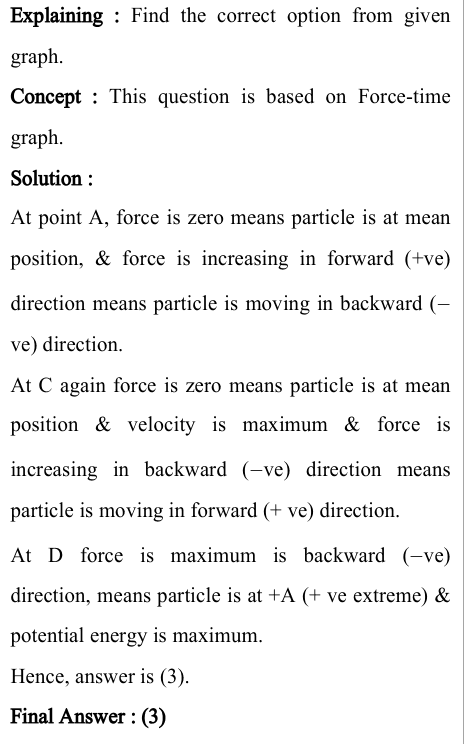 Explaining : Find the correct option from given
graph.
Concept : This question is based on Force-time
graph.
Solution :
At point A, force is zero means particle is at mean
position, & force is increasing in forward (+ve)
direction means particle is moving in backward (−
ve) direction.
At C again force is zero means particle is at mean
position & velocity is maximum & force is
increasing in backward (−ve) direction means
particle is moving in forward (+ ve) direction.
At D force is maximum is backward (−ve)
direction, means particle is at +A (+ ve extreme) &
potential energy is maximum.
Hence, answer is (3).
Final Answer : (3)